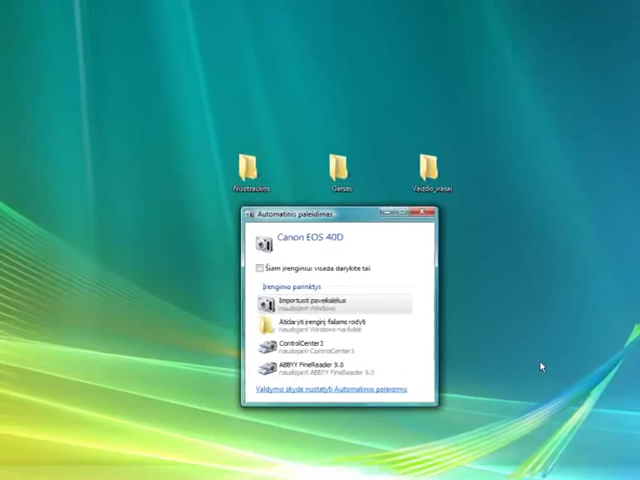 Nuotraukos
Garsas
Vaizdo_irasai
Automatinis paleidimas
Canon EOS 40D
Šiam įrenginiui visada darykite tai:
Įrenginio parinktys
Importuoti paveikslėlius
naudojant Windows
Atidaryti įrenginį failams rodyti
naudojant Windows naršyklė
ControlCenter3
naudojant ControlCenter3
ABBYY FineReader 9.0
naudojant ABBYY FineReader 9.0
Valdymo skyde nustatyti Automatinio paleidimo